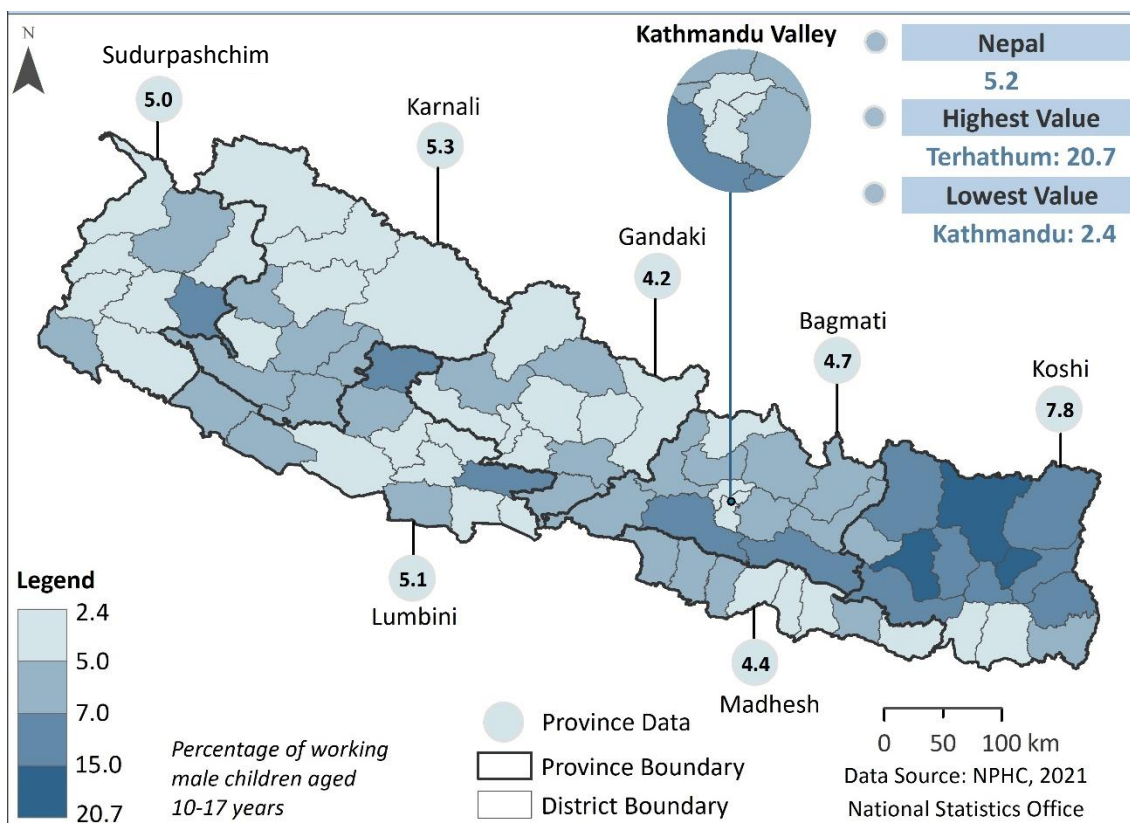 N
Sudurpashchim
5.0
Karnali
5.3
Gandaki
4.2
Kathmandu Valley
Bagmati
4.7
Koshi
7.8
Nepal
5.2
Highest Value
Terhathum: 20.7
Lowest Value
Kathmandu: 2.4
5.1
Lumbini
4.4
Madhesh
Legend
2.4
5.0
7.0
15.0
20.7
Percentage of working
male children aged
10-17 years
Province Data
Province Boundary
District Boundary
0 50 100 km
Data Source: NPHC, 2021
National Statistics Office